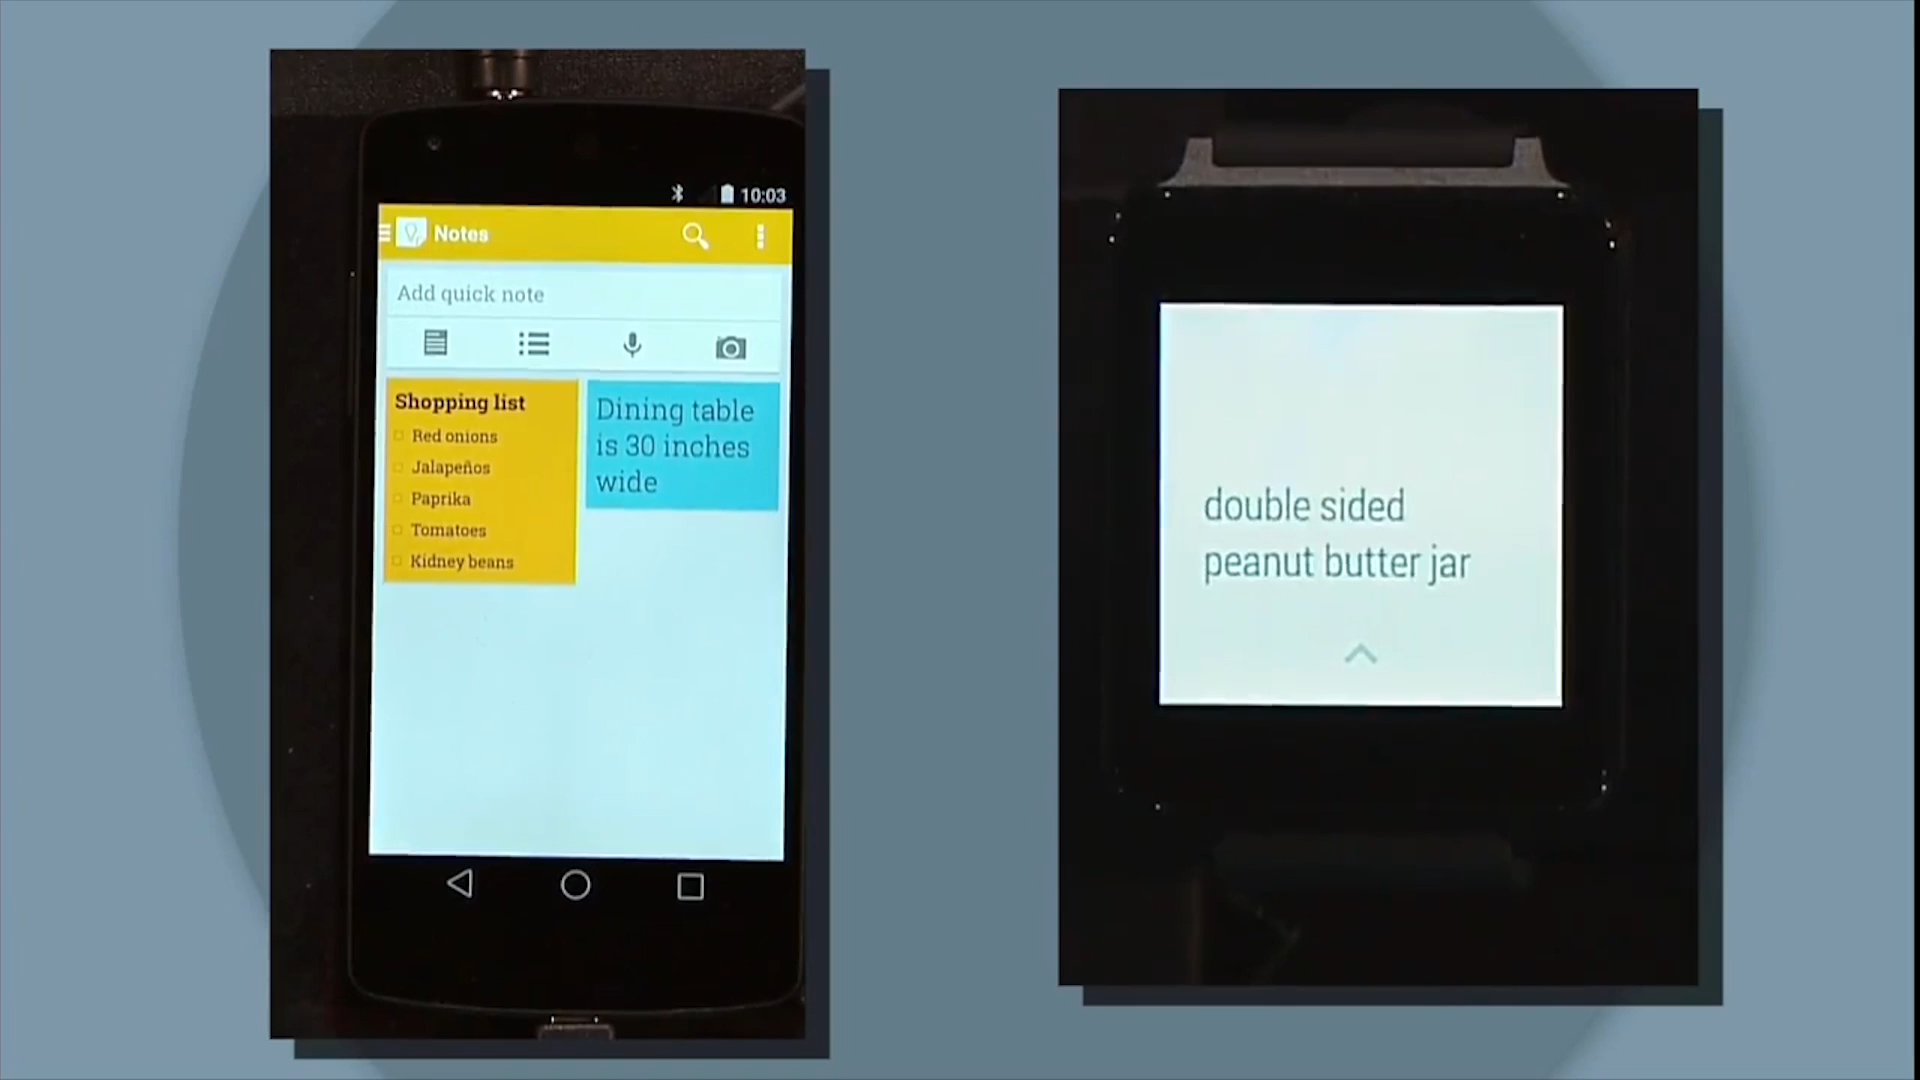 10:03
Notes
Add quick note
Shopping list
Red onions
Jalapeños
Paprika
Tomatoes
Kidney beans
Dining table
is 30 inches
wide
double sided
peanut butter jar